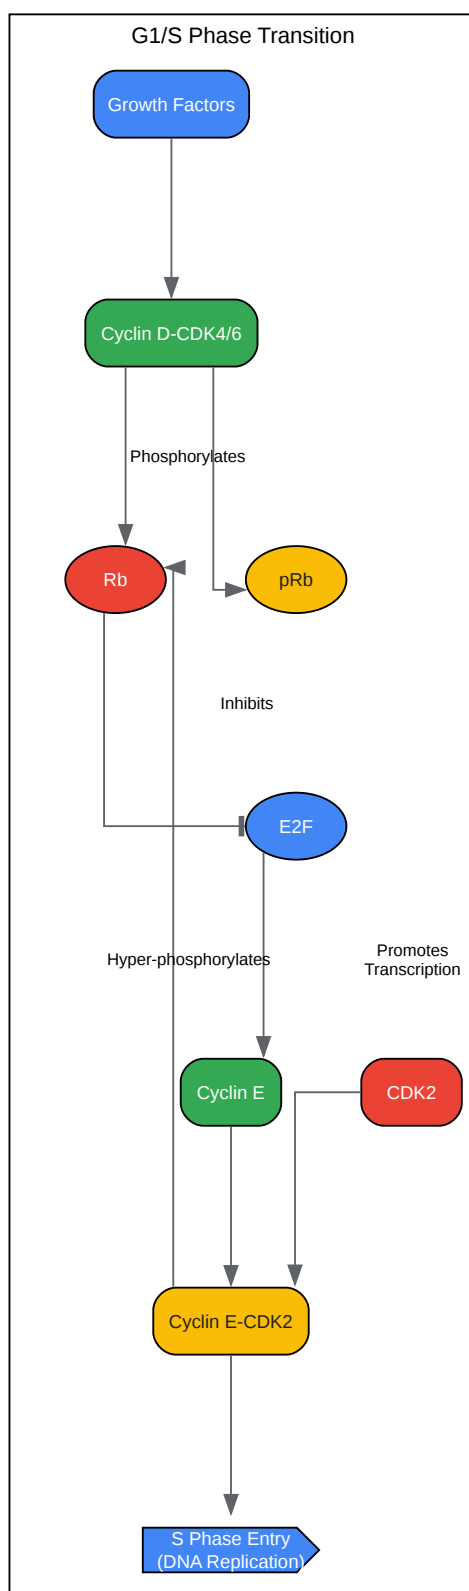 G1/S Phase Transition
Growth Factors
Cyclin D-CDK4/6
Phosphorylates
Rb
pRb
Inhibits
E2F
Hyper-phosphorylates
Promotes
Transcription
Cyclin E
CDK2
Cyclin E-CDK2
S Phase Entry
(DNA Replication)